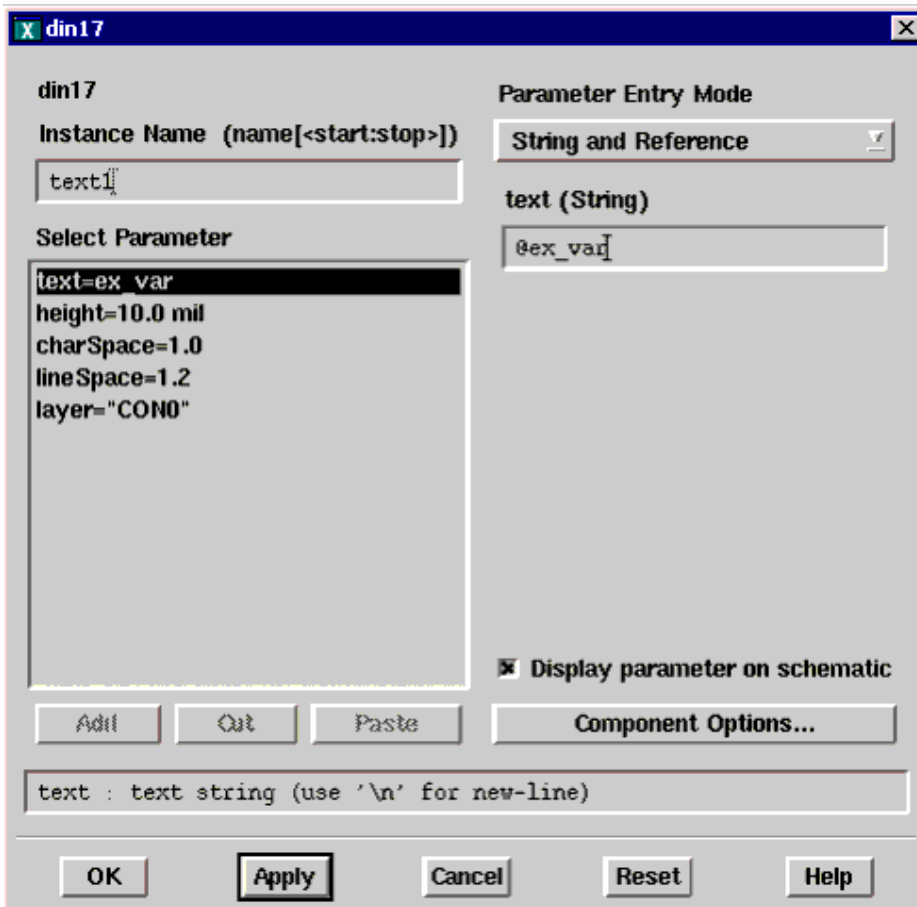 din17
din17
Instance Name (name[<start:stop>])
text1
Select Parameter
text=ex_var
height=10.0 mil
charSpace=1.0
lineSpace=1.2
layer="CON0"
Add
Cut
Paste
Parameter Entry Mode
String and Reference
text (String)
@ex_var
Display parameter on schematic
Component Options...
text : text string (use '\n' for new-line)
OK
Apply
Cancel
Reset
Help